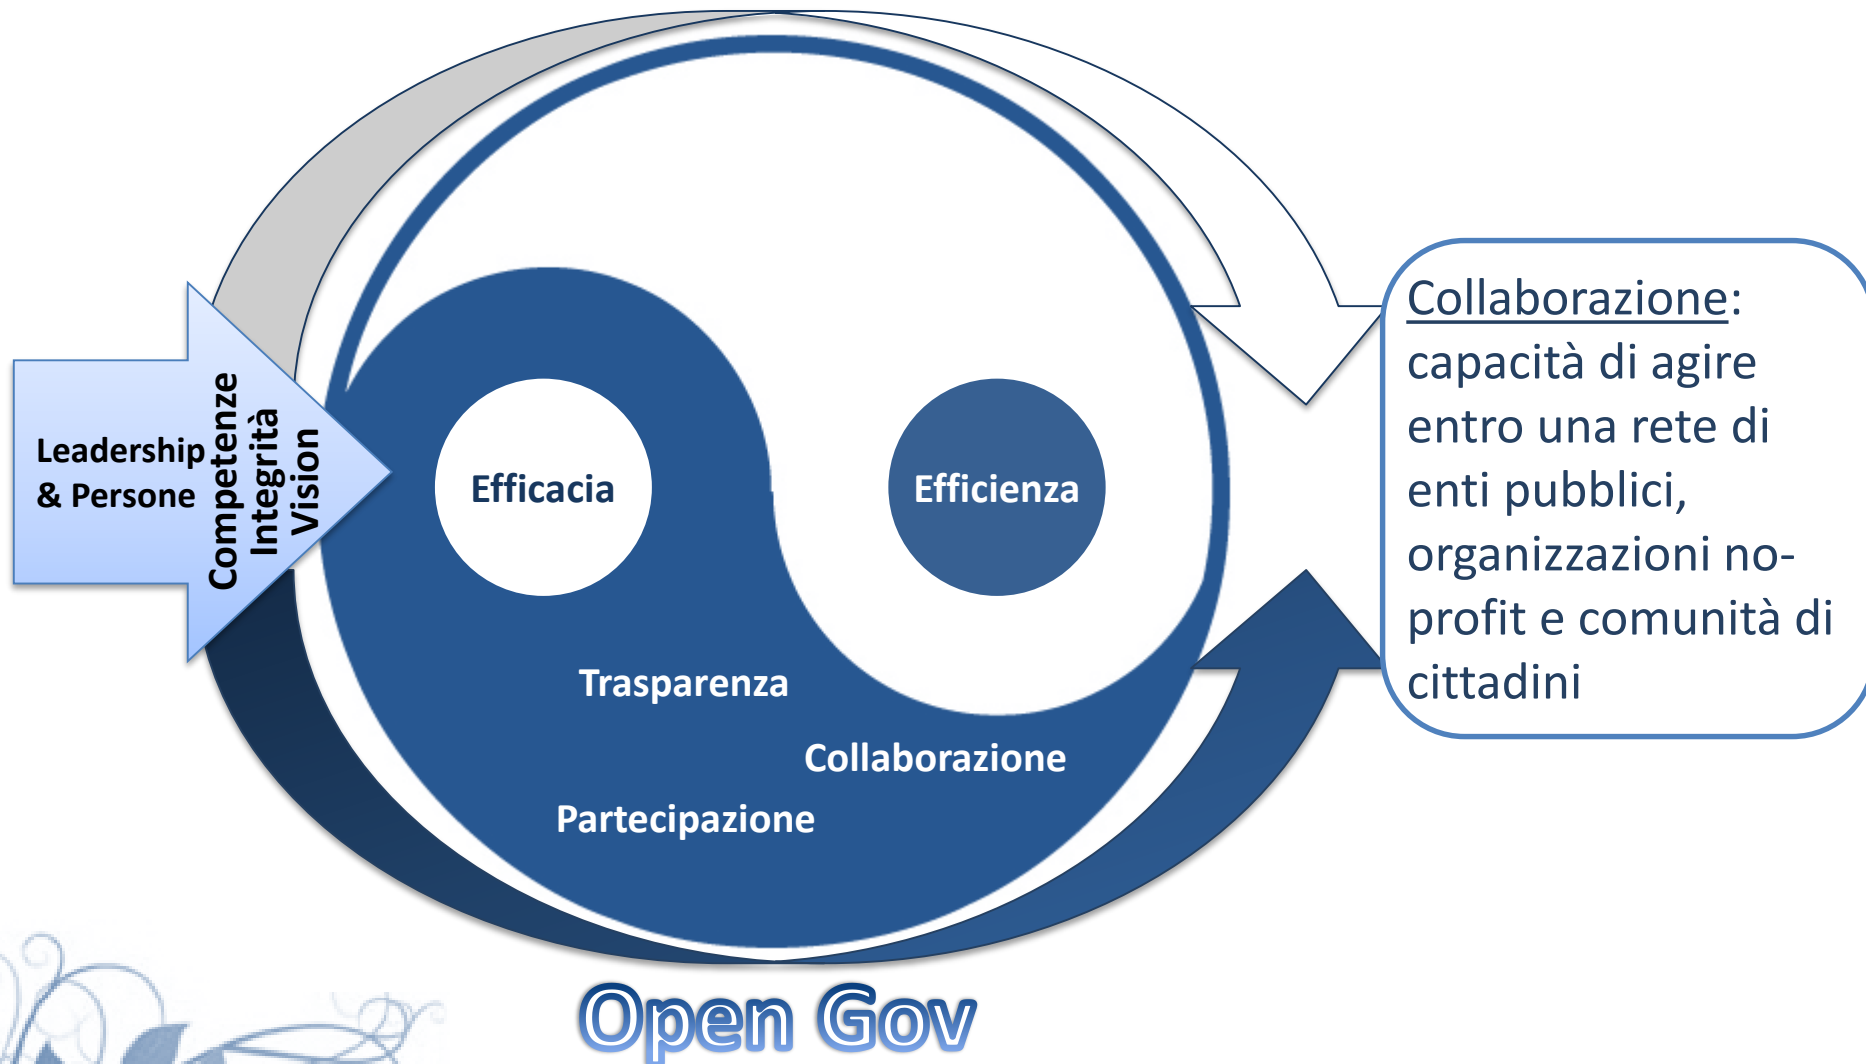 Leadership
& Persone
Competenze
Integrità
Vision
Efficacia
Efficienza
Trasparenza
Collaborazione
Partecipazione
Collaborazione:
capacità di agire
entro una rete di
enti pubblici,
organizzazioni no-
profit e comunità di
cittadini
Open Gov